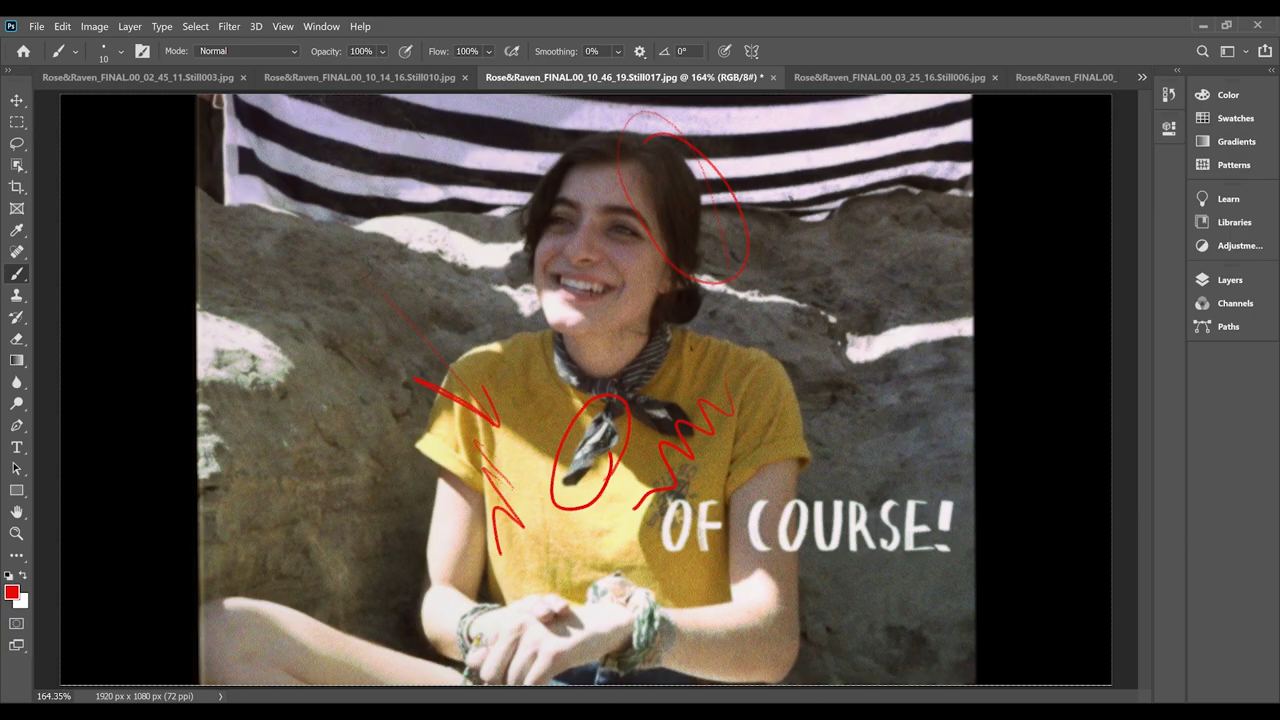 Ps File Edit Image Layer Type Select Filter 3D View Window Help
10 Mode: Normal Opacity: 100% Flow: 100% Smoothing: 0% 0°
Rose&Raven_FINAL.00_02_45_11.Still003.jpg × Rose&Raven_FINAL.00_10_14_16.Still010.jpg × Rose&Raven_FINAL.00_10_46_19.Still017.jpg @ 164% (RGB/8#) * × Rose&Raven_FINAL.00_03_25_16.Still006.jpg × Rose&Raven_FINAL.00_
Color
Swatches
Gradients
Patterns
Learn
Libraries
Adjustme...
Layers
Channels
Paths
OF COURSE!
164.35% 1920 px x 1080 px (72 ppi)